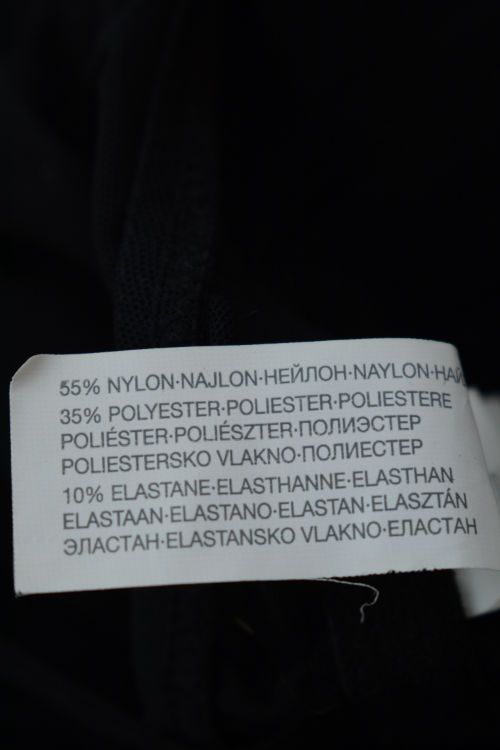 55% NYLON·NAJLON·НЕЙЛОН·NAYLON·
35% POLYESTER·POLIESTER·POLIESTERE
POLIÉSTER·POLIÉSZTER·ПОЛИЭСТЕР
POLIESTERSKO VLAKNO·ПОЛИЕСТЕР
10% ELASTANE·ELASTHANNE·ELASTHAN
ELASTAAN·ELASTANO·ELASTAN·ELASZTÁN
ЭЛАСТАН·ELASTANSKO VLAKNO·ЕЛАСТАН